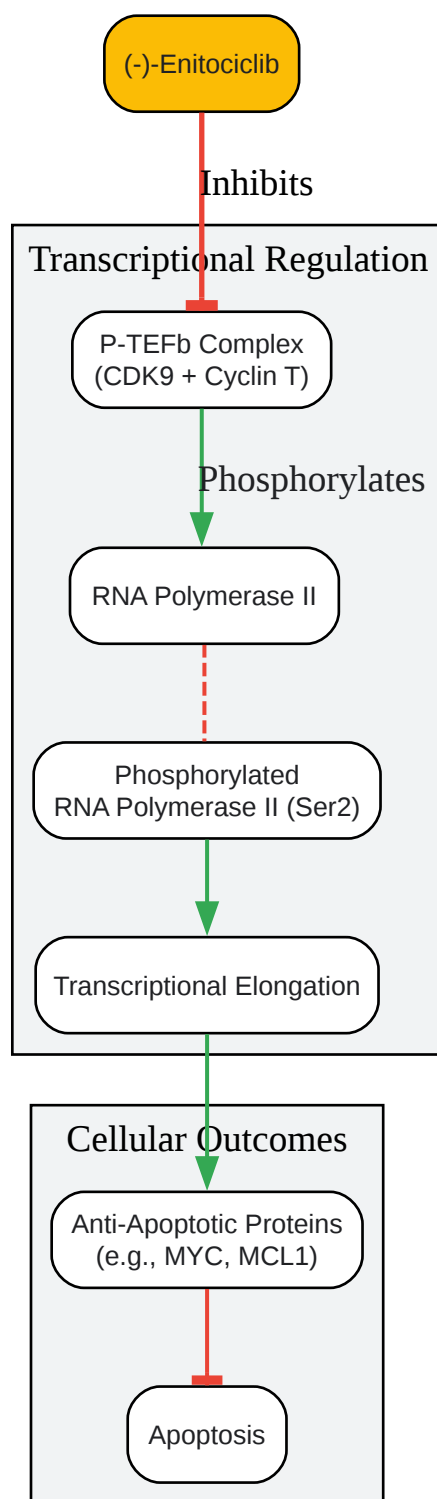 (-)-Enitociclib
Inhibits
Transcriptional Regulation
P-TEFb Complex
(CDK9 + Cyclin T)
Phosphorylates
RNA Polymerase II
Phosphorylated
RNA Polymerase II (Ser2)
Transcriptional Elongation
Cellular Outcomes
Anti-Apoptotic Proteins
(e.g., MYC, MCL1)
Apoptosis